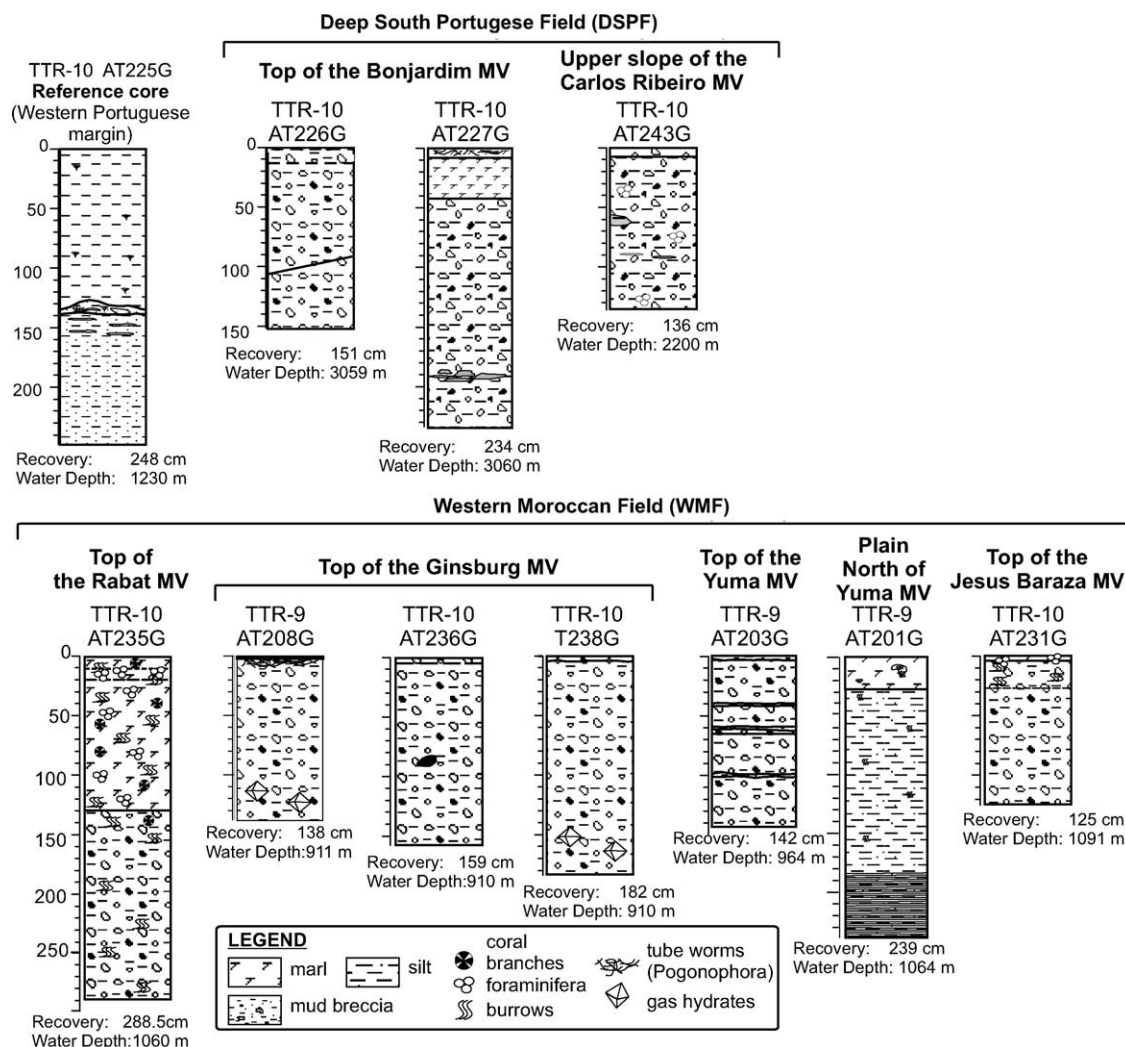 Deep South Portugese Field (DSPF)
TTR-10 AT225G
Reference core
(Western Portuguese
margin)
Top of the Bonjardim MV
Upper slope of the
Carlos Ribeiro MV
TTR-10
AT226G
TTR-10
AT227G
TTR-10
AT243G
0
50
100
150
200
Recovery: 248 cm
Water Depth: 1230 m
0
50
100
150
Recovery: 151 cm
Water Depth: 3059 m
Recovery: 234 cm
Water Depth: 3060 m
Recovery: 136 cm
Water Depth: 2200 m
Western Moroccan Field (WMF)
Top of
the Rabat MV
Top of the Ginsburg MV
Top of the
Yuma MV
Plain
North of
Yuma MV
Top of the
Jesus Baraza MV
TTR-10
AT235G
TTR-9
AT208G
TTR-10
AT236G
TTR-10
T238G
TTR-9
AT203G
TTR-9
AT201G
TTR-10
AT231G
0
50
100
150
200
250
Recovery: 288.5cm
Water Depth:1060 m
Recovery: 138 cm
Water Depth:911 m
Recovery: 159 cm
Water Depth:910 m
Recovery: 182 cm
Water Depth: 910 m
Recovery: 142 cm
Water Depth: 964 m
Recovery: 239 cm
Water Depth: 1064 m
Recovery: 125 cm
Water Depth: 1091 m
LEGEND
marl
silt
mud breccia
coral
branches
foraminifera
burrows
tube worms
(Pogonophora)
gas hydrates